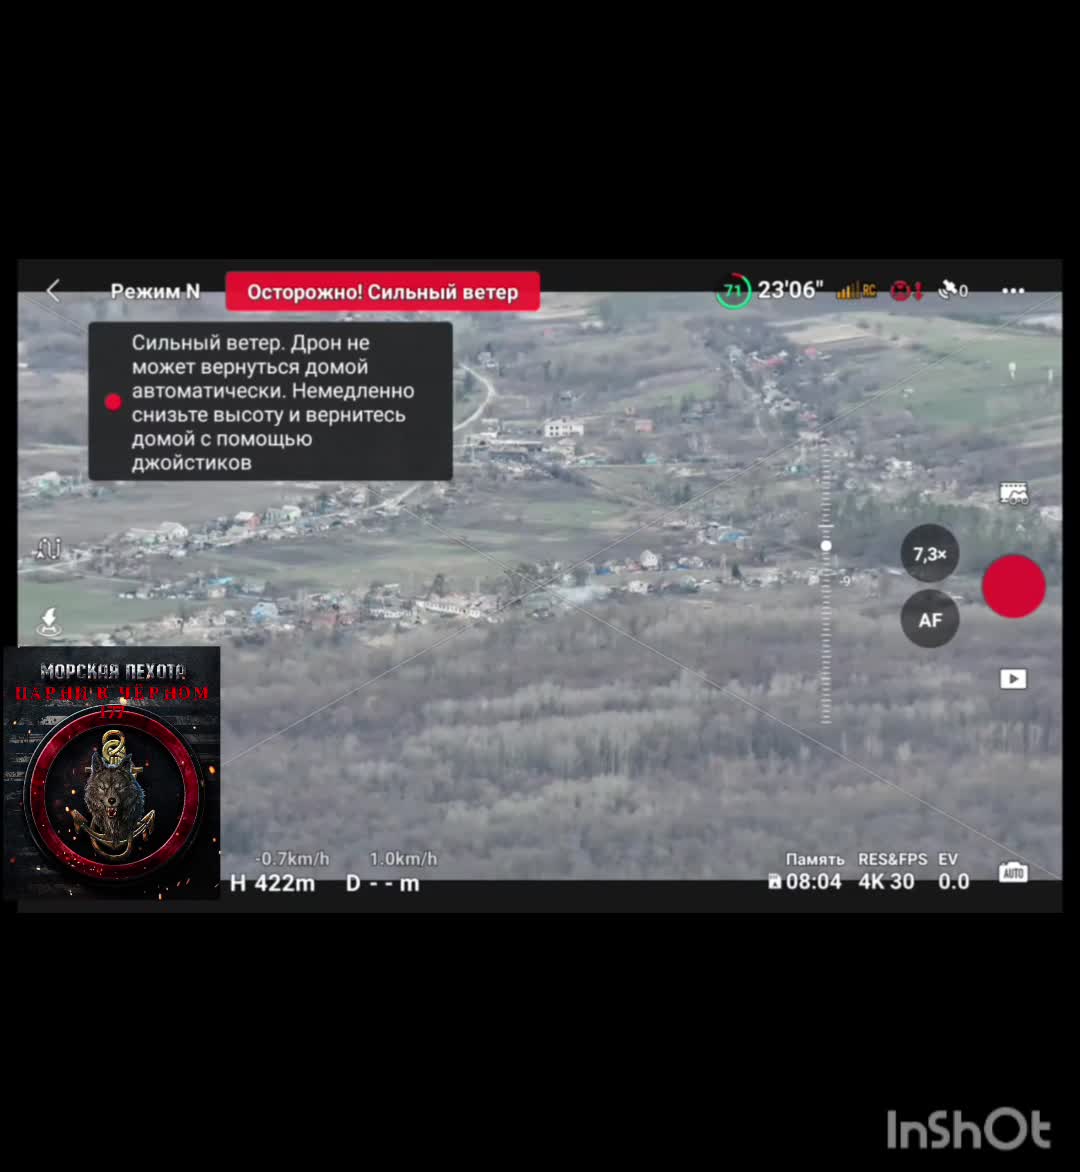 Режим N
Осторожно! Сильный ветер
71
23'06"
RC
0
Сильный ветер. Дрон не
может вернуться домой
автоматически. Немедленно
снизьте высоту и вернитесь
домой с помощью
джойстиков
-9°
7,3×
AF
МОРСКАЯ ПЕХОТА
ПАРНИ В ЧЁРНОМ
177
-0.7km/h
1.0km/h
H 422m
D - - m
Память
RES&FPS
EV
08:04
4K 30
0.0
AUTO
InShOt